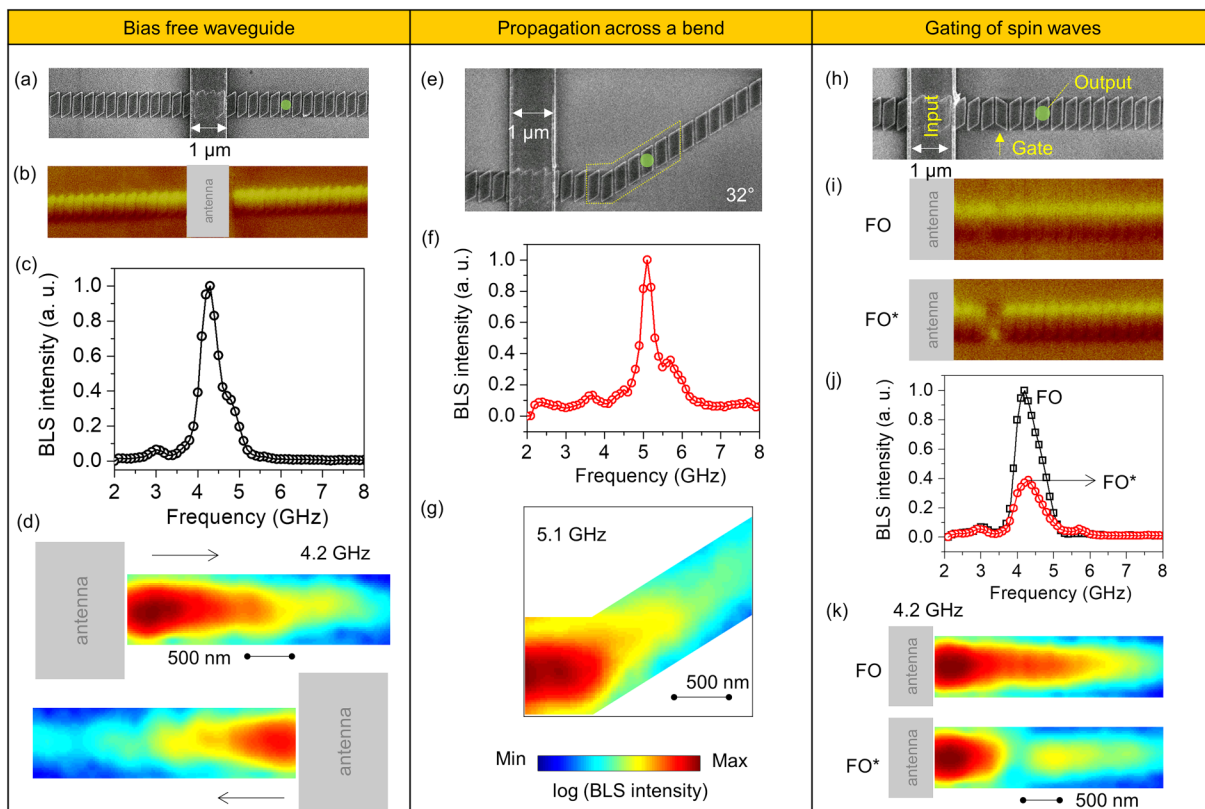 Bias free waveguide
(a)
1 µm
(b)
antenna
(c)
BLS intensity (a. u.)
1.0
0.8
0.6
0.4
0.2
0.0
2 3 4 5 6 7 8
Frequency (GHz)
(d)
4.2 GHz
antenna
500 nm
antenna
Propagation across a bend
(e)
1 µm
32°
(f)
BLS intensity (a. u.)
1.0
0.8
0.6
0.4
0.2
0.0
2 3 4 5 6 7 8
Frequency (GHz)
(g)
5.1 GHz
500 nm
Min Max
log (BLS intensity)
Gating of spin waves
(h)
Output
Input
Gate
1 µm
(i)
FO antenna
FO* antenna
(j)
BLS intensity (a. u.)
1.0
0.8
0.6
0.4
0.2
0.0
FO
FO*
2 3 4 5 6 7 8
Frequency (GHz)
(k)
4.2 GHz
FO antenna
FO* antenna
500 nm